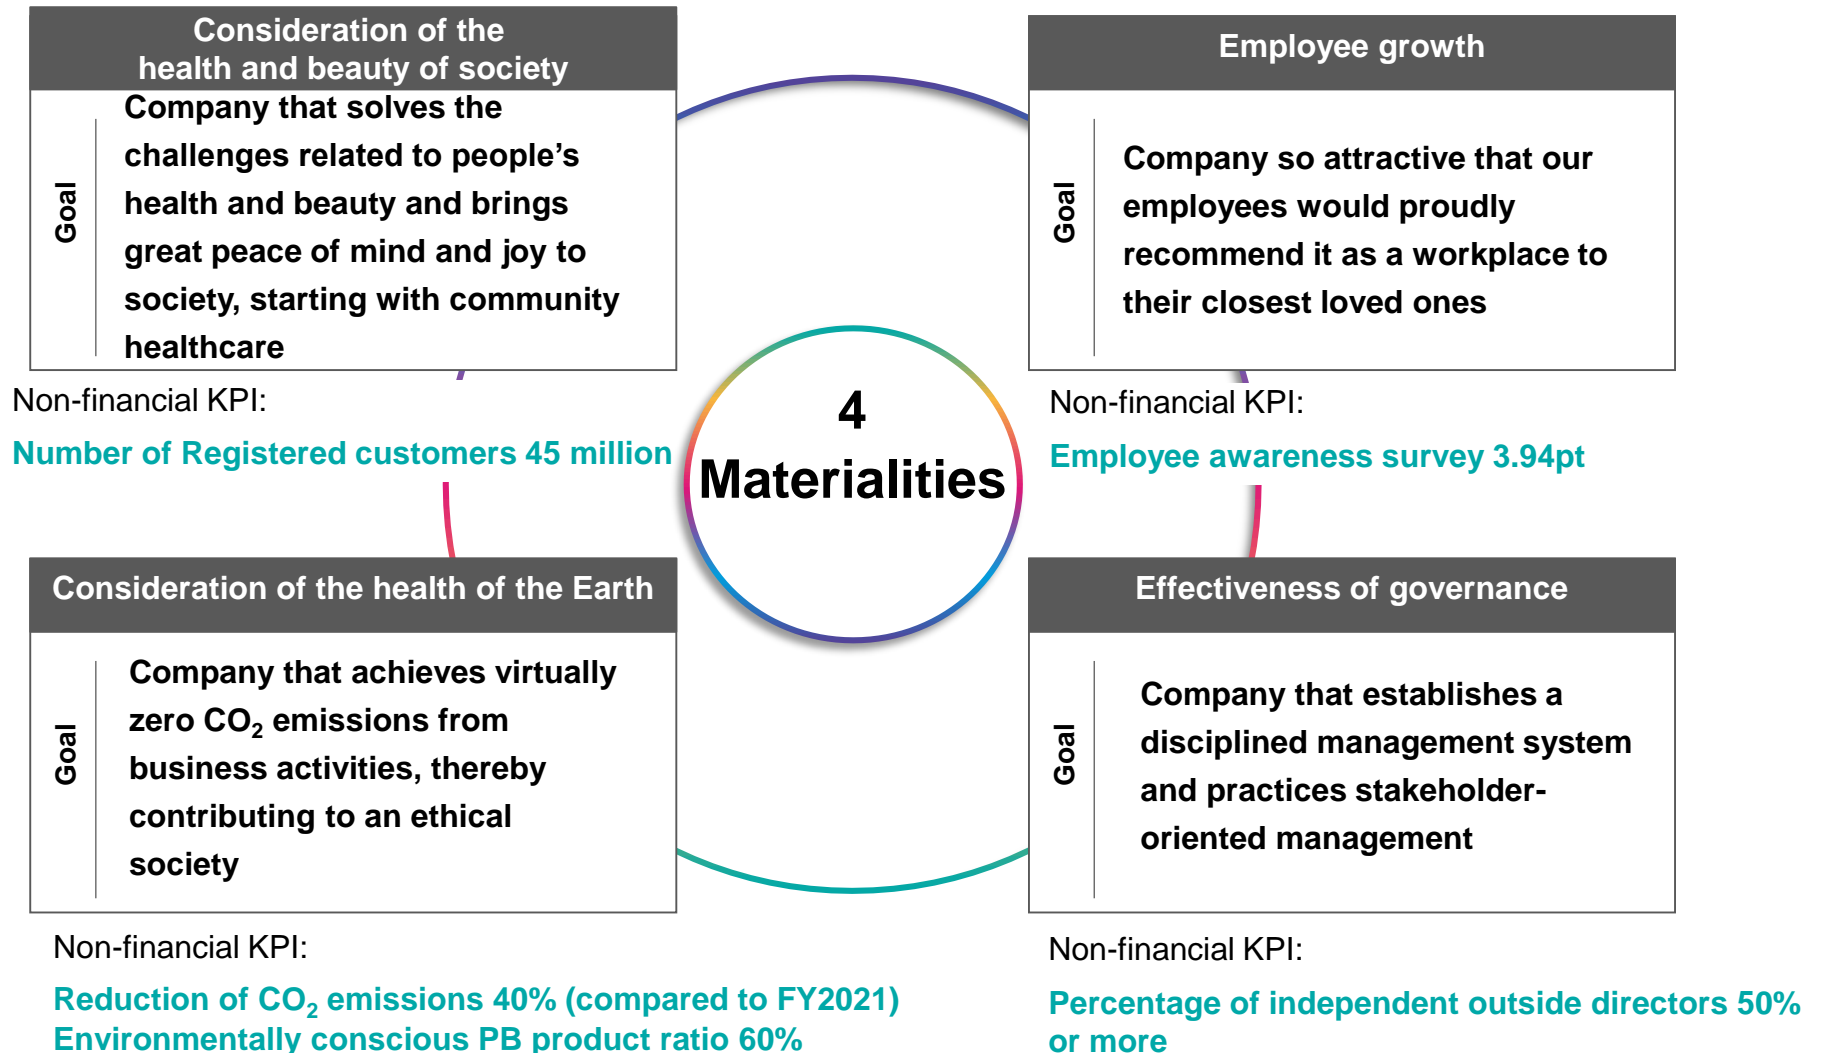 Consideration of the
health and beauty of society
Goal
Company that solves the
challenges related to people’s
health and beauty and brings
great peace of mind and joy to
society, starting with community
healthcare
Non-financial KPI:
Number of Registered customers 45 million
Employee growth
Goal
Company so attractive that our
employees would proudly
recommend it as a workplace to
their closest loved ones
Non-financial KPI:
Employee awareness survey 3.94pt
4
Materialities
Consideration of the health of the Earth
Goal
Company that achieves virtually
zero CO₂ emissions from
business activities, thereby
contributing to an ethical
society
Non-financial KPI:
Reduction of CO₂ emissions 40% (compared to FY2021)
Environmentally conscious PB product ratio 60%
Effectiveness of governance
Goal
Company that establishes a
disciplined management system
and practices stakeholder-
oriented management
Non-financial KPI:
Percentage of independent outside directors 50%
or more